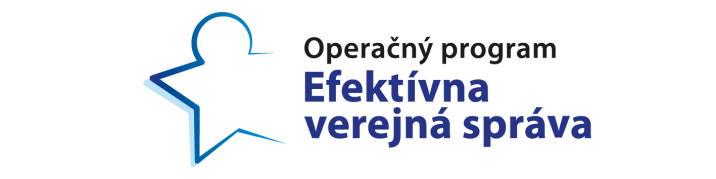 Operačný program
Efektívna
verejná správa